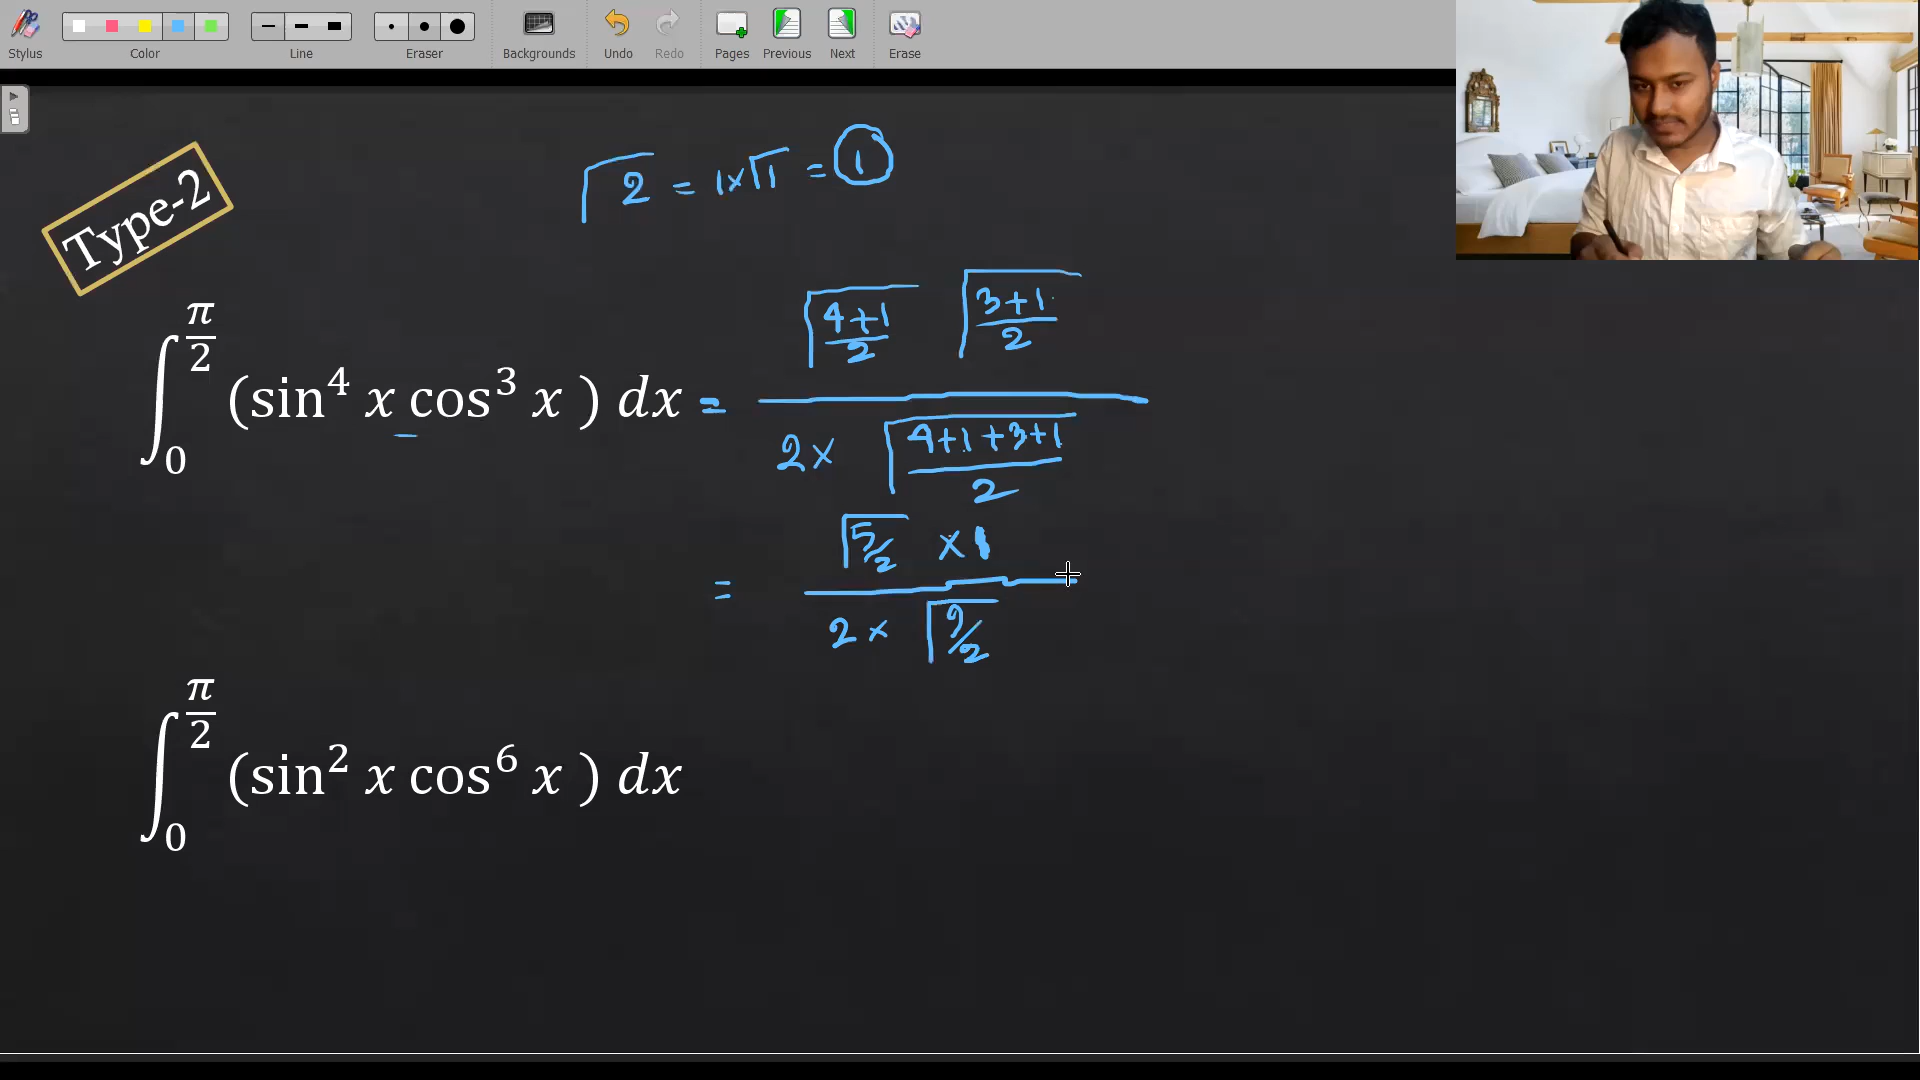 Stylus Color Line Eraser Backgrounds Undo Redo Pages Previous Next Erase
Type-2
Γ2 = 1×Γ1 = 1
∫₀^(π/2) (sin⁴ x cos³ x ) dx = Γ((4+1)/2) Γ((3+1)/2) / (2× Γ((4+1+3+1)/2))
= Γ(5/2) ×1 / (2× Γ(9/2))
∫₀^(π/2) (sin² x cos⁶ x ) dx